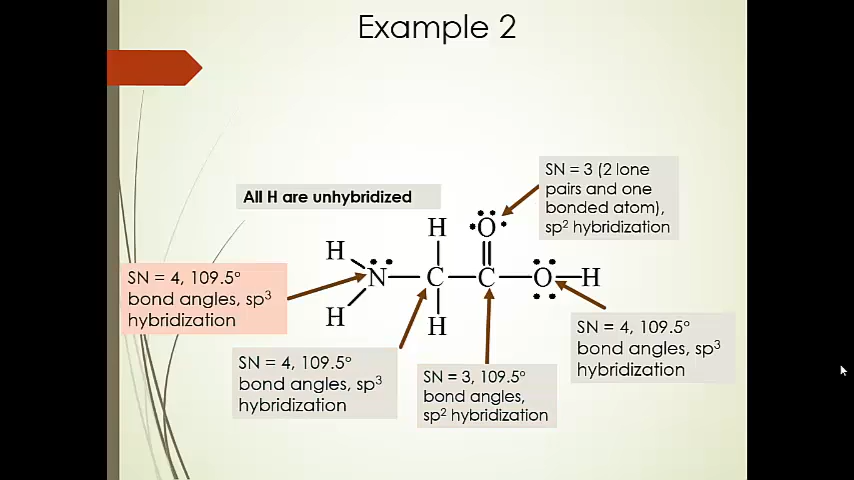 Example 2
SN = 3 (2 lone
pairs and one
bonded atom),
sp² hybridization
All H are unhybridized
H O
H
N C C O H
H H
SN = 4, 109.5°
bond angles, sp³
hybridization
SN = 4, 109.5°
bond angles, sp³
hybridization
SN = 3, 109.5°
bond angles,
sp² hybridization
SN = 4, 109.5°
bond angles, sp³
hybridization